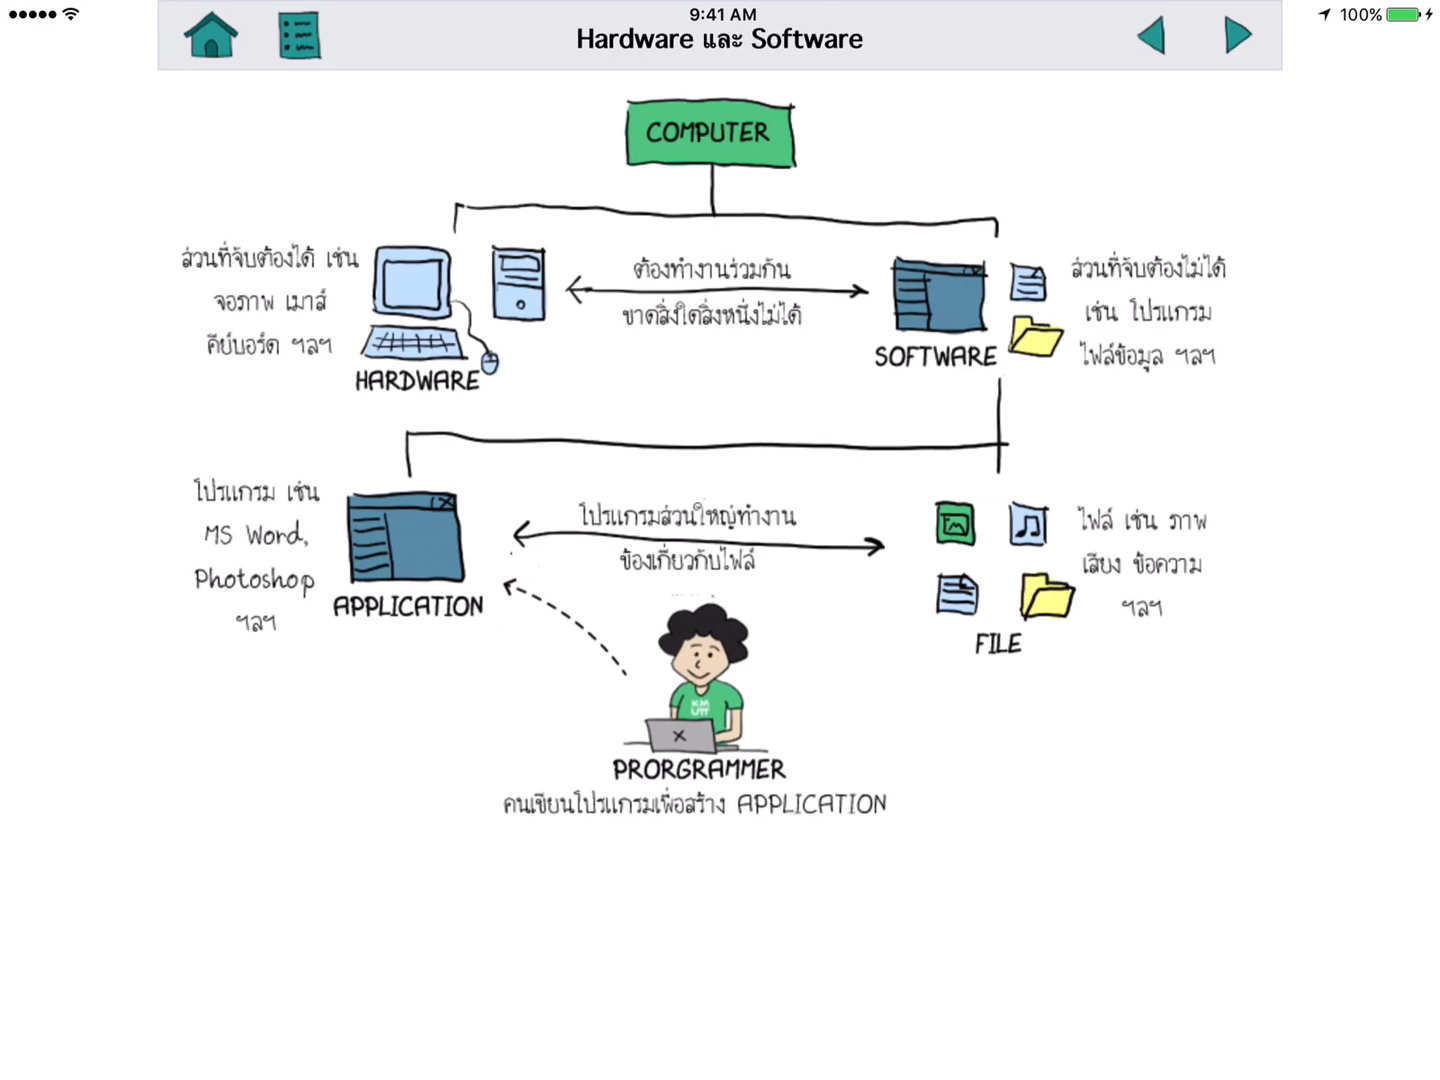 9:41 AM
100%
Hardware และ Software
COMPUTER
ส่วนที่จับต้องได้ เช่น
จอภาพ เมาส์
คีย์บอร์ด ฯลฯ
HARDWARE
ต้องทำงานร่วมกัน
ขาดสิ่งใดสิ่งหนึ่งไม่ได้
SOFTWARE
ส่วนที่จับต้องไม่ได้
เช่น โปรแกรม
ไฟล์ข้อมูล ฯลฯ
โปรแกรม เช่น
MS Word,
Photoshop
ฯลฯ
APPLICATION
โปรแกรมส่วนใหญ่ทำงาน
ข้องเกี่ยวกับไฟล์
ไฟล์ เช่น ภาพ
เสียง ข้อความ
ฯลฯ
FILE
KM
UTT
PRORGRAMMER
คนเขียนโปรแกรมเพื่อสร้าง APPLICATION